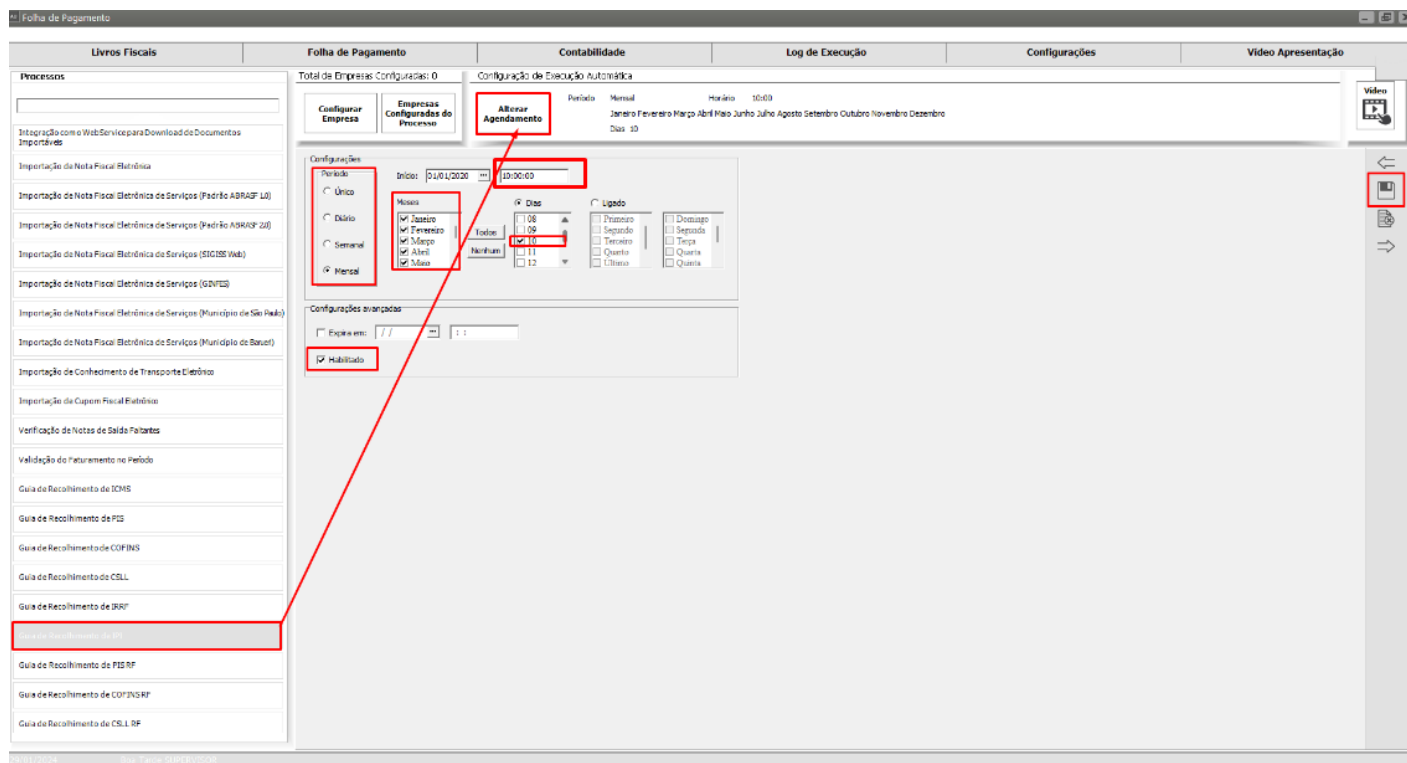 Folha de Pagamento
Livros Fiscais
Folha de Pagamento
Contabilidade
Log de Execução
Configurações
Vídeo Apresentação
Processos
Total de Empresas Configuradas: 0
Configuração de Execução Automática
Configurar
Empresa
Empresas
Configuradas do
Processo
Alterar
Agendamento
Período Mensal Horário 10:00
Janeiro Fevereiro Março Abril Maio Junho Julho Agosto Setembro Outubro Novembro Dezembro
Dias 10
Vídeo
Integração com o WebService para Download de Documentos
Importáveis
Importação de Nota Fiscal Eletrônica
Importação de Nota Fiscal Eletrônica de Serviços (Padrão ABRASF 1.0)
Importação de Nota Fiscal Eletrônica de Serviços (Padrão ABRASF 2.0)
Importação de Nota Fiscal Eletrônica de Serviços (SIGISS Web)
Importação de Nota Fiscal Eletrônica de Serviços (GINFES)
Importação de Nota Fiscal Eletrônica de Serviços (Município de São Paulo)
Importação de Nota Fiscal Eletrônica de Serviços (Município de Barueri)
Importação de Conhecimento de Transporte Eletrônico
Importação de Cupom Fiscal Eletrônico
Verificação de Notas de Saída Faltantes
Validação do Faturamento no Período
Guia de Recolhimento de ICMS
Guia de Recolhimento de PIS
Guia de Recolhimento de COFINS
Guia de Recolhimento de CSLL
Guia de Recolhimento de IRRF
Guia de Recolhimento de IPI
Guia de Recolhimento de PIS RF
Guia de Recolhimento de COFINS RF
Guia de Recolhimento de CSLL RF
Configurações
Período
Único
Diário
Semanal
Mensal
Início: 01/01/2020 ... 10:00:00
Meses
Janeiro
Fevereiro
Março
Abril
Maio
Todos
Nenhum
Dias
08
09
10
11
12
Ligado
Primeiro
Segundo
Terceiro
Quarto
Último
Domingo
Segunda
Terça
Quarta
Quinta
Configurações avançadas
Expira em: / / ... : :
Habilitado
29/01/2024